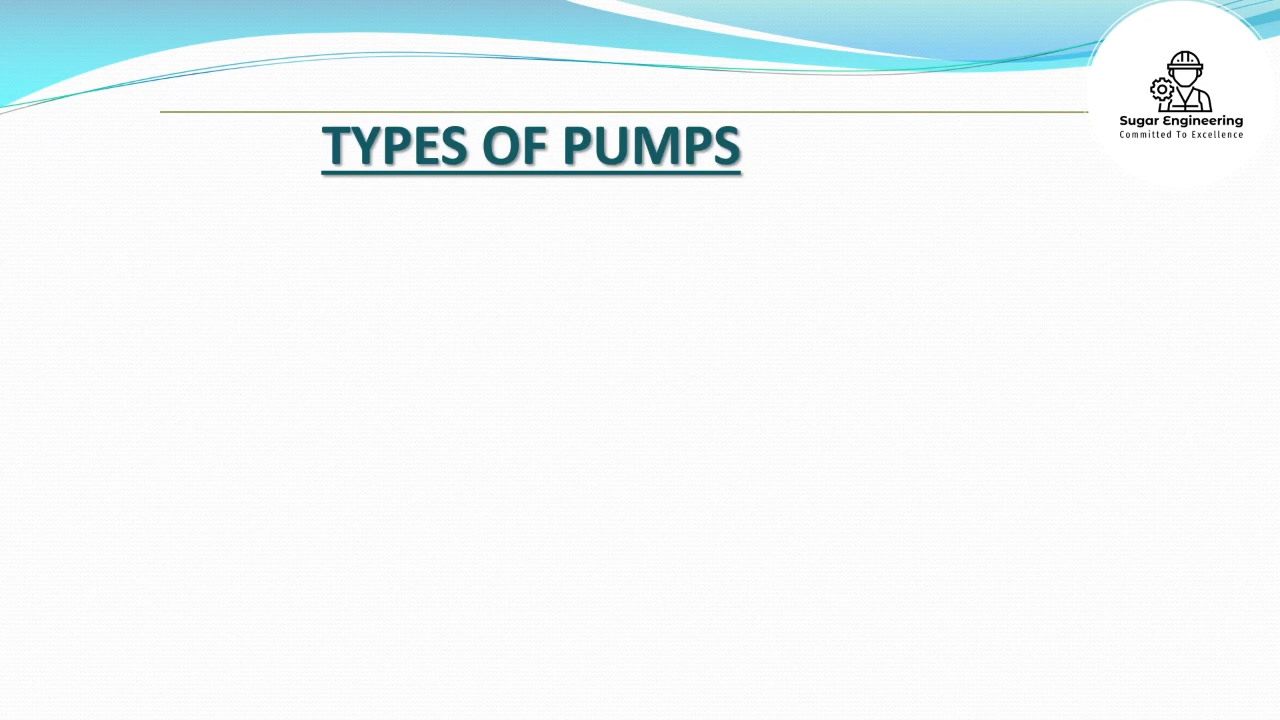 TYPES OF PUMPS
Sugar Engineering
Committed To Excellence